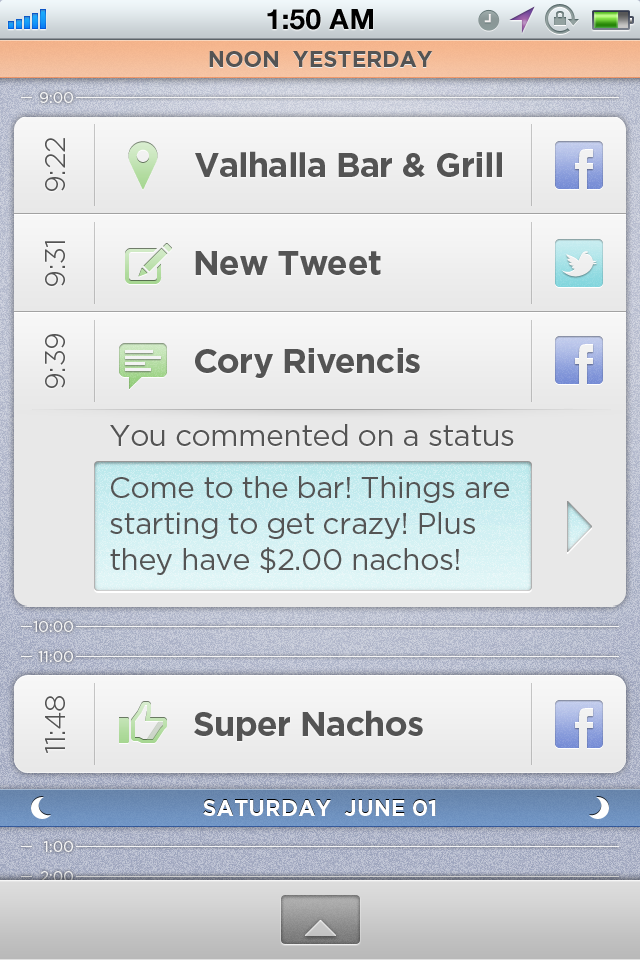 1:50 AM
NOON YESTERDAY
9:00
9:22
Valhalla Bar & Grill
9:31
New Tweet
9:39
Cory Rivencis
You commented on a status
Come to the bar! Things are
starting to get crazy! Plus
they have $2.00 nachos!
10:00
11:00
11:48
Super Nachos
SATURDAY JUNE 01
1:00
2:00